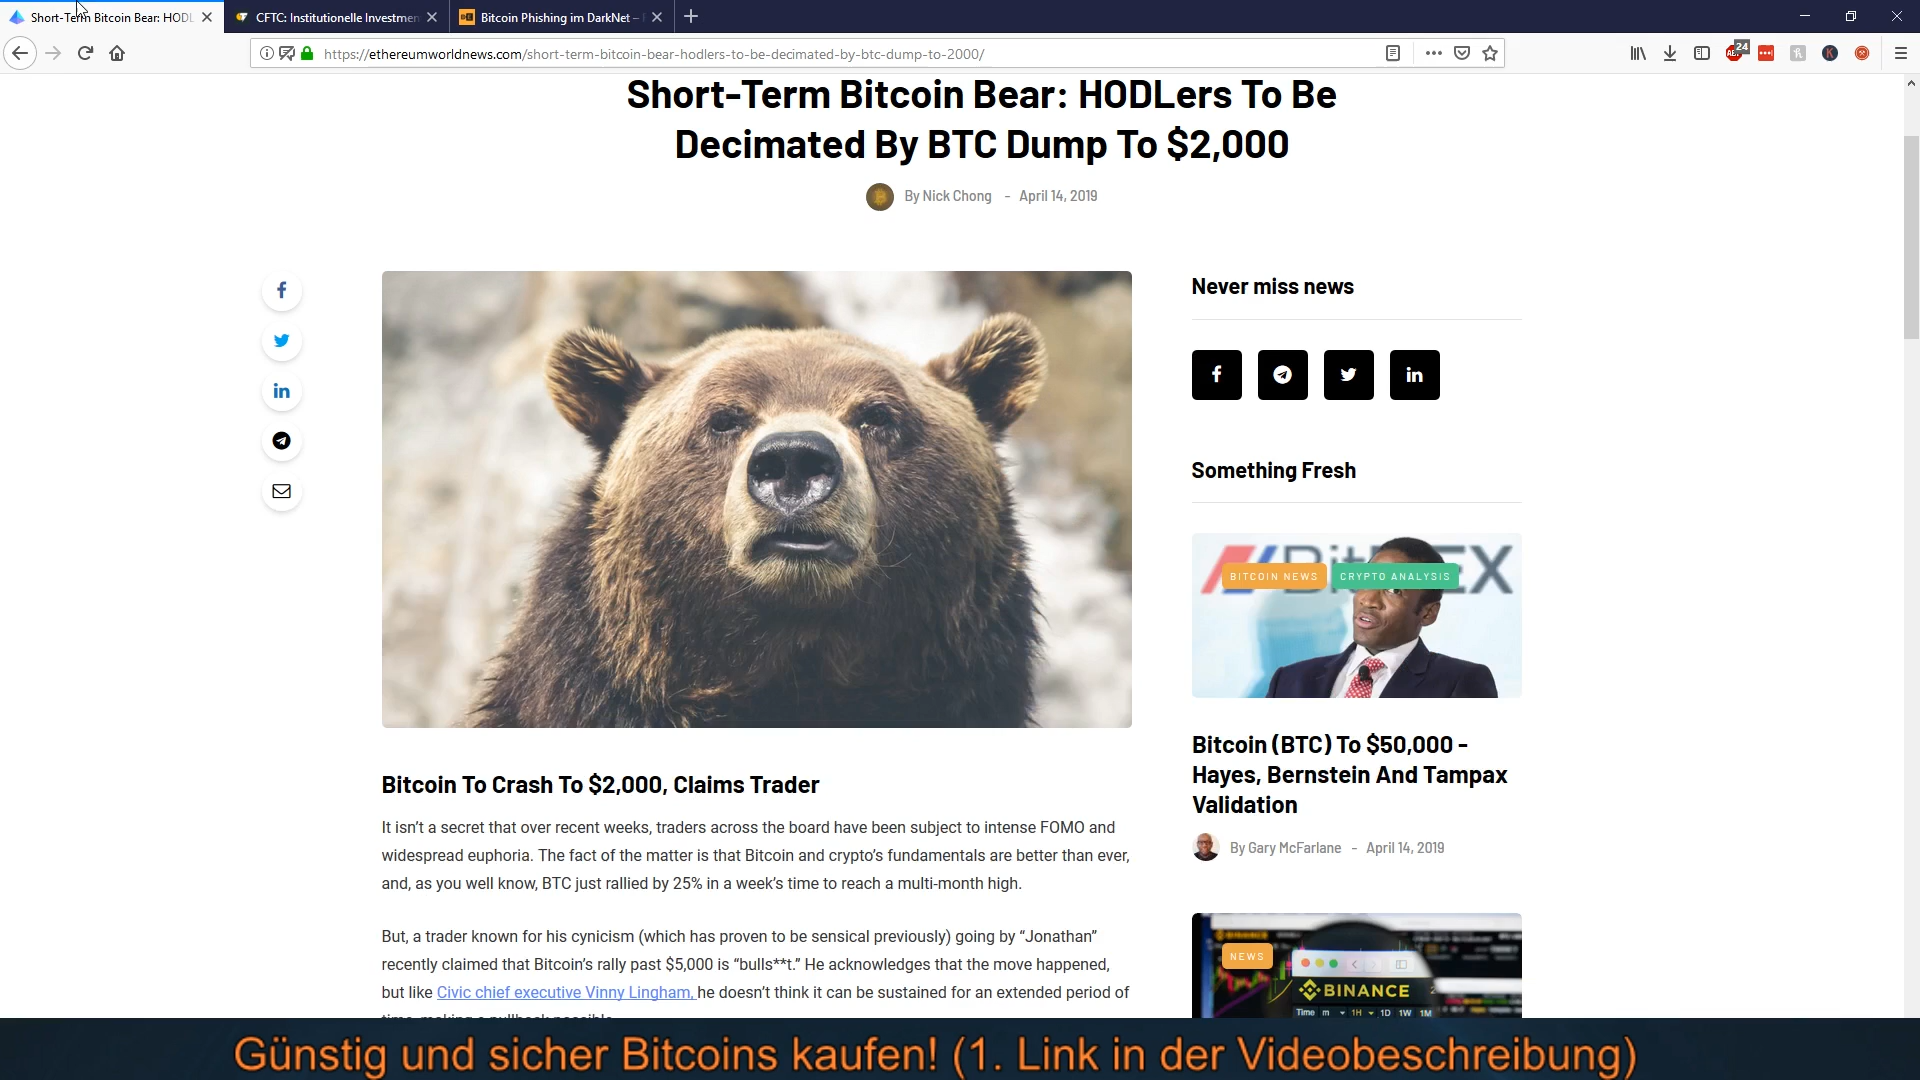 Short-Term Bitcoin Bear: HODL
CFTC: Institutionelle Investmen
Bitcoin Phishing im DarkNet –
https://ethereumworldnews.com/short-term-bitcoin-bear-hodlers-to-be-decimated-by-btc-dump-to-2000/
24
Short-Term Bitcoin Bear: HODLers To Be
Decimated By BTC Dump To $2,000
By Nick Chong - April 14, 2019
Never miss news
Something Fresh
BITCOIN NEWS
CRYPTO ANALYSIS
Bitcoin To Crash To $2,000, Claims Trader
It isn’t a secret that over recent weeks, traders across the board have been subject to intense FOMO and
widespread euphoria. The fact of the matter is that Bitcoin and crypto’s fundamentals are better than ever,
and, as you well know, BTC just rallied by 25% in a week’s time to reach a multi-month high.
But, a trader known for his cynicism (which has proven to be sensical previously) going by “Jonathan”
recently claimed that Bitcoin’s rally past $5,000 is “bulls**t.” He acknowledges that the move happened,
but like Civic chief executive Vinny Lingham, he doesn’t think it can be sustained for an extended period of
Bitcoin (BTC) To $50,000 -
Hayes, Bernstein And Tampax
Validation
By Gary McFarlane - April 14, 2019
NEWS
BINANCE
Time m 1H 1D 1W 1M
Günstig und sicher Bitcoins kaufen! (1. Link in der Videobeschreibung)